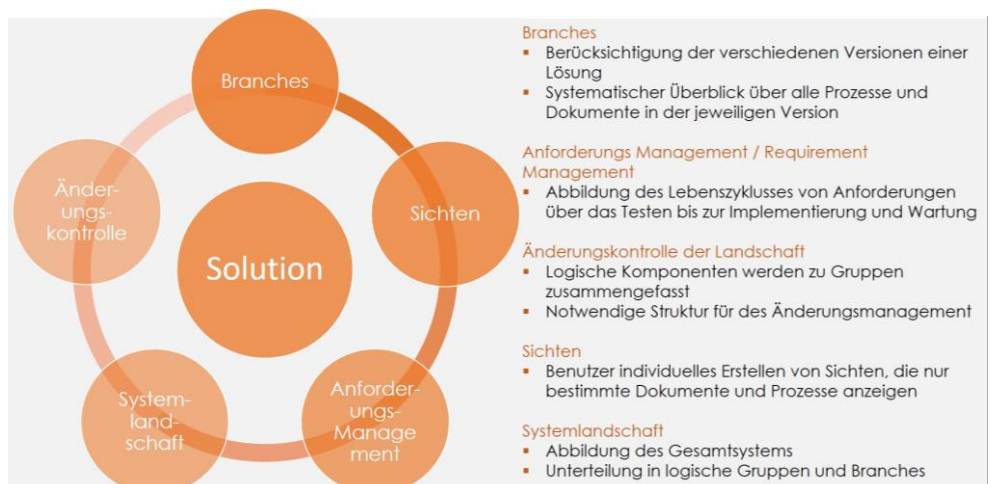 Branches
Sichten
Anforder-
ungs-
Manage
ment
System-
land-
schaft
Änder-
ungs-
kontrolle
Solution
Branches
▪ Berücksichtigung der verschiedenen Versionen einer
Lösung
▪ Systematischer Überblick über alle Prozesse und
Dokumente in der jeweiligen Version
Anforderungs Management / Requirement
Management
▪ Abbildung des Lebenszyklusses von Anforderungen
über das Testen bis zur Implementierung und Wartung
Änderungskontrolle der Landschaft
▪ Logische Komponenten werden zu Gruppen
zusammengefasst
▪ Notwendige Struktur für des Änderungsmanagement
Sichten
▪ Benutzer individuelles Erstellen von Sichten, die nur
bestimmte Dokumente und Prozesse anzeigen
Systemlandschaft
▪ Abbildung des Gesamtsystems
▪ Unterteilung in logische Gruppen und Branches